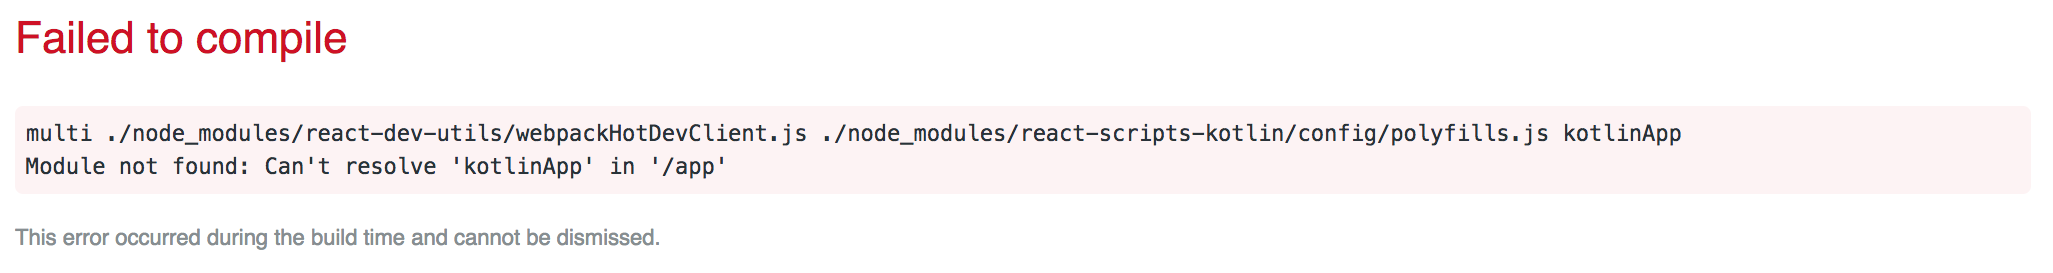 Failed to compile
multi ./node_modules/react-dev-utils/webpackHotDevClient.js ./node_modules/react-scripts-kotlin/config/polyfills.js kotlinApp
Module not found: Can't resolve 'kotlinApp' in '/app'
This error occurred during the build time and cannot be dismissed.